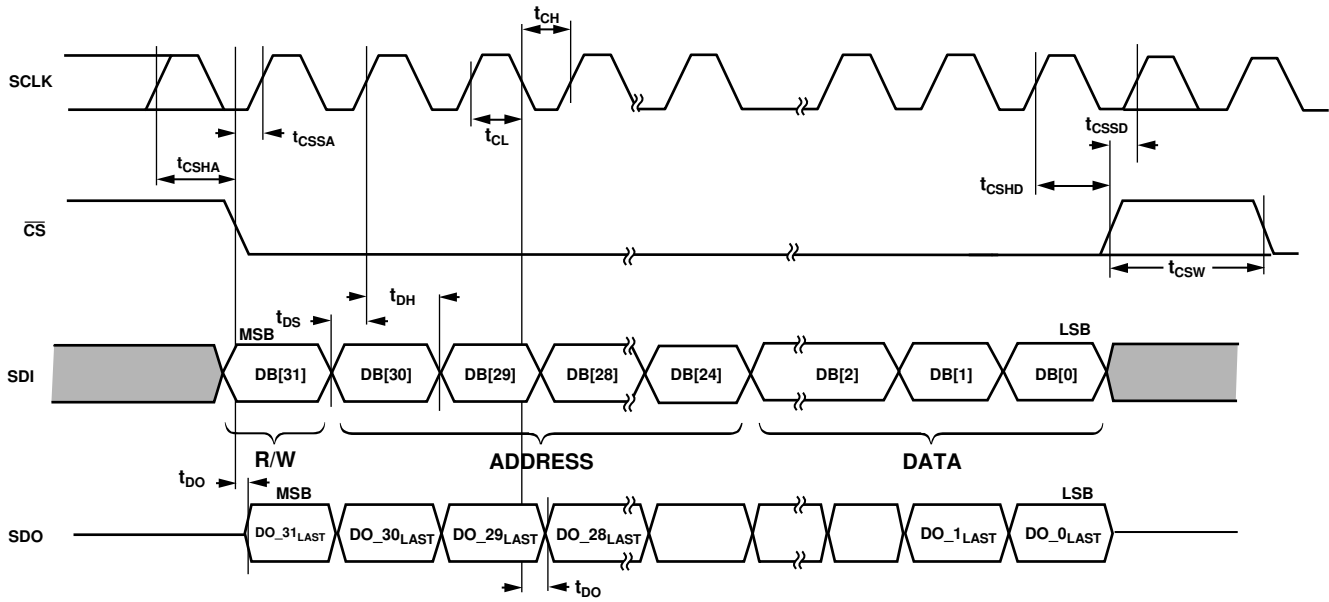 tCH
SCLK
tCSSA
tCL
tCSSD
tCSHA
tCSHD
CS
tCSW
tDH
tDS
MSB
LSB
SDI
DB[31]
DB[30]
DB[29]
DB[28]
DB[24]
DB[2]
DB[1]
DB[0]
R/W
ADDRESS
DATA
tDO
MSB
LSB
SDO
DO_31LAST
DO_30LAST
DO_29LAST
DO_28LAST
DO_1LAST
DO_0LAST
tDO